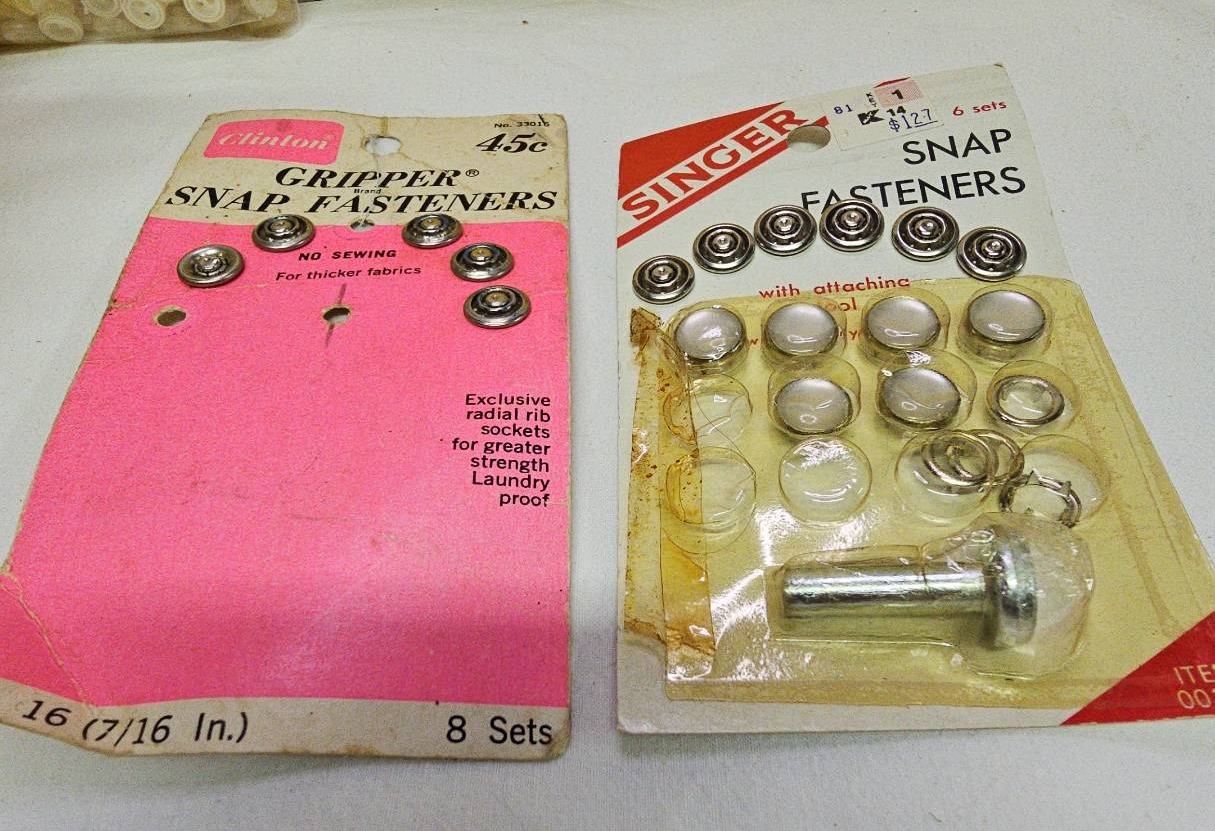 Clinton
No. 33016
45c
GRIPPER®
Brand
SNAP FASTENERS
NO SEWING
For thicker fabrics
Exclusive
radial rib
sockets
for greater
strength
Laundry
proof
16 (7/16 In.)
8 Sets
SINGER
81
1
14
$1.27
6 sets
SNAP
FASTENERS
with attaching
ITE
00